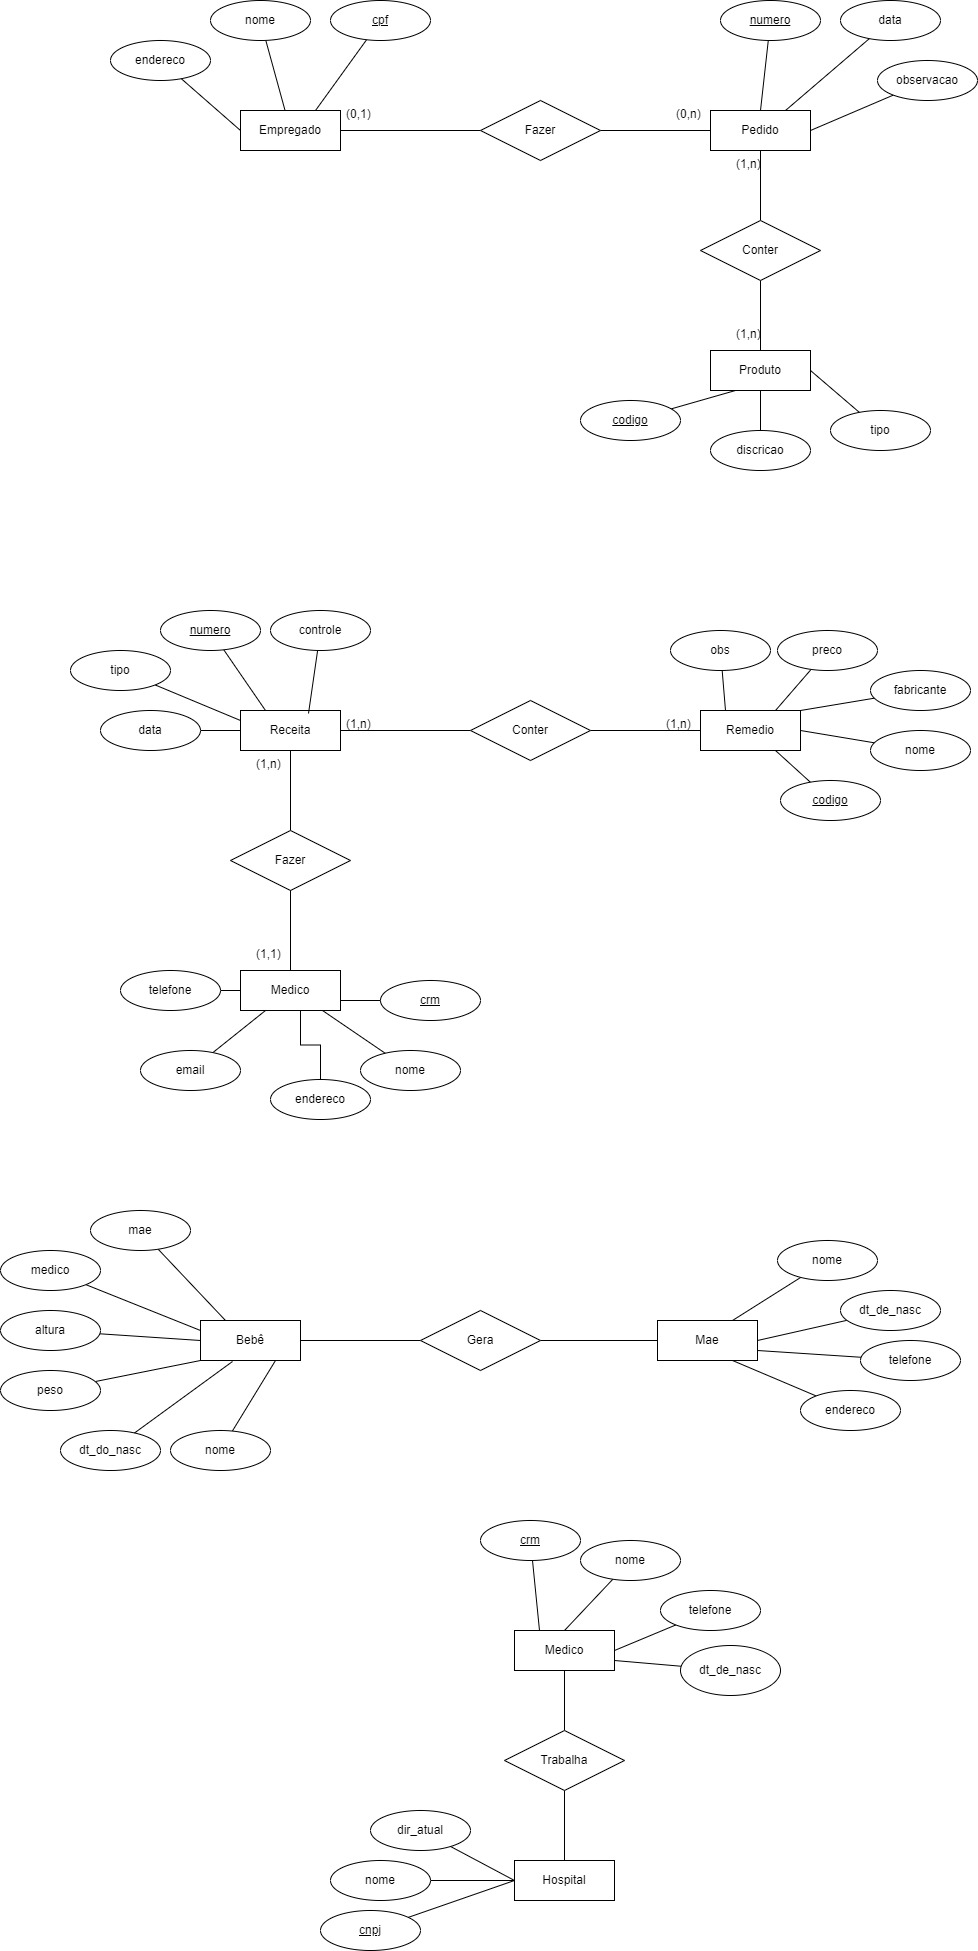 nome
cpf
endereco
numero
data
observacao
Empregado
(0,1)
Fazer
(0,n)
Pedido
(1,n)
Conter
(1,n)
Produto
codigo
discricao
tipo
numero
controle
tipo
data
Receita
(1,n)
Conter
(1,n)
Remedio
obs
preco
fabricante
nome
codigo
(1,n)
Fazer
(1,1)
Medico
telefone
crm
email
endereco
nome
mae
medico
altura
peso
dt_do_nasc
nome
Bebê
Gera
Mae
nome
dt_de_nasc
telefone
endereco
crm
nome
telefone
dt_de_nasc
Medico
Trabalha
dir_atual
nome
cnpj
Hospital